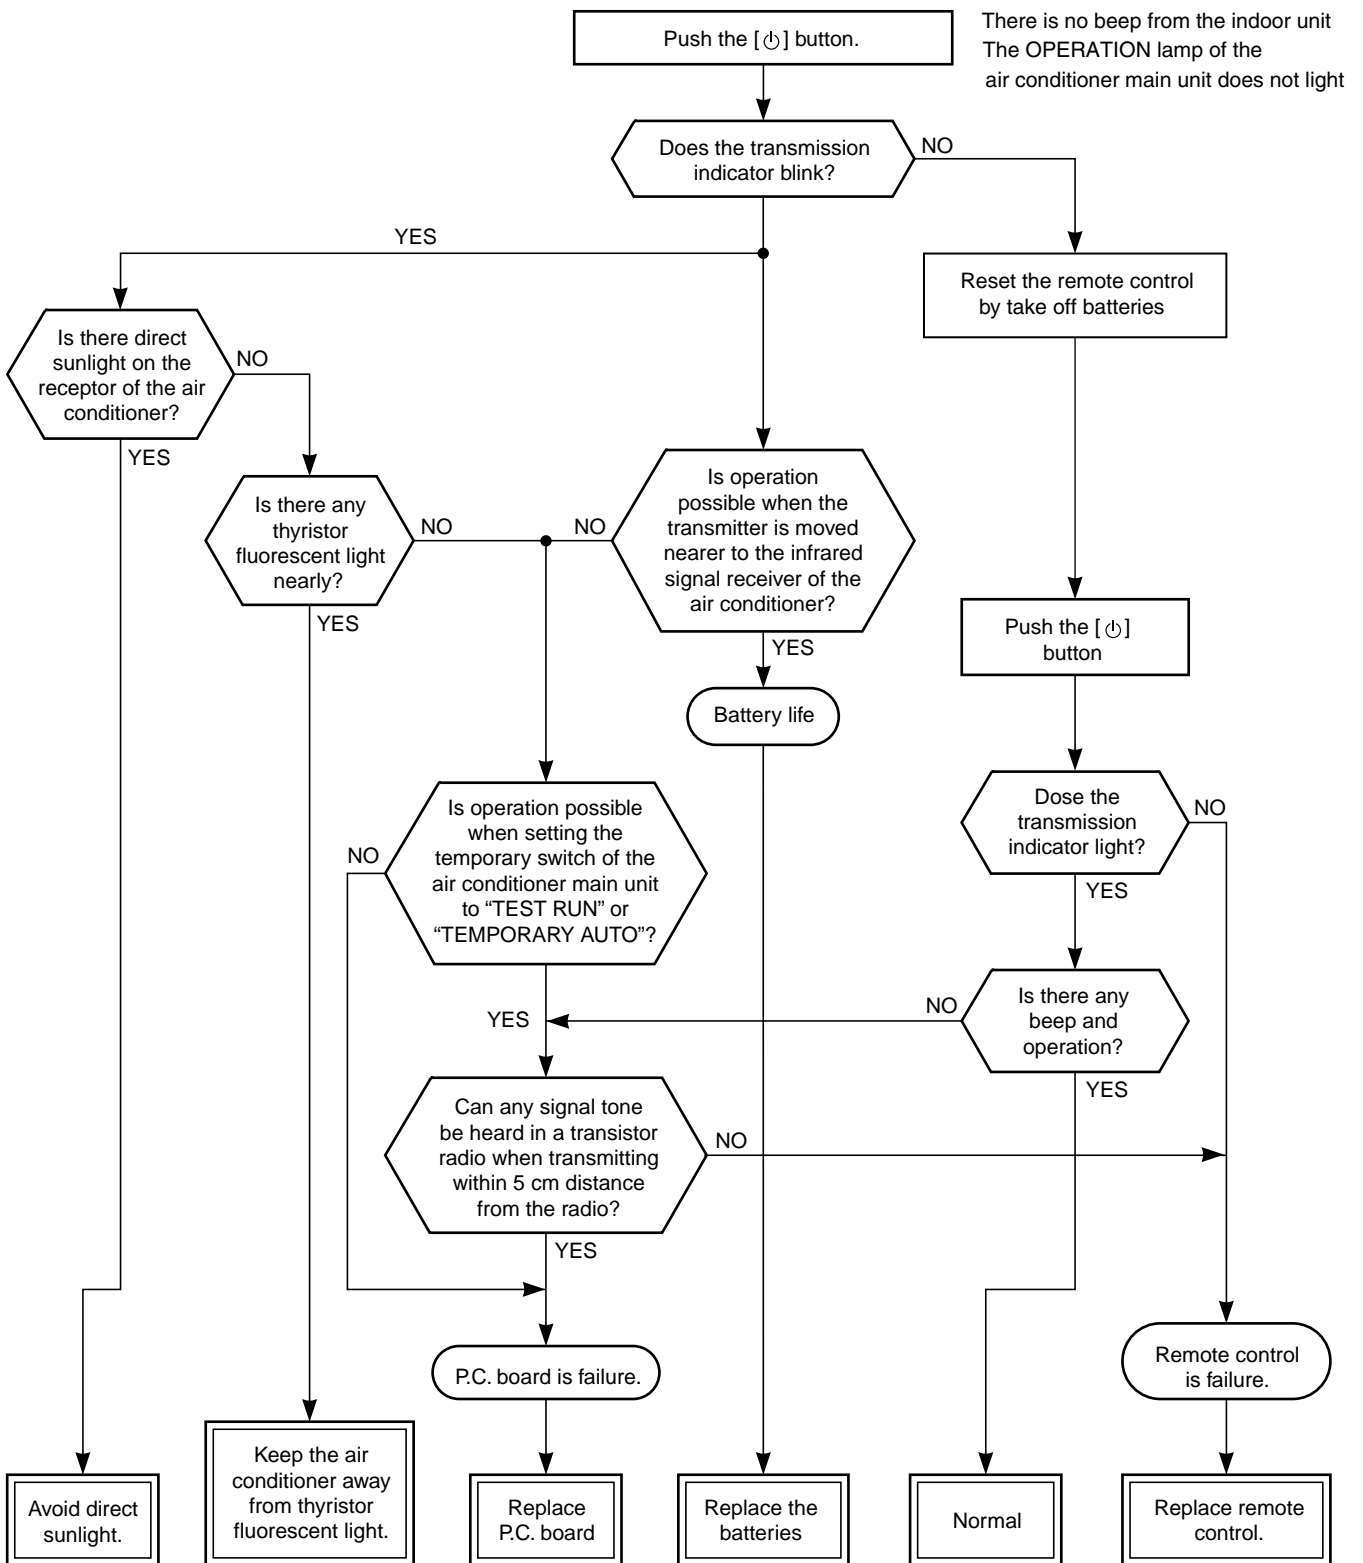 There is no beep from the indoor unit
The OPERATION lamp of the
air conditioner main unit does not light
Push the [⏻] button.
Does the transmission
indicator blink?
NO
YES
Reset the remote control
by take off batteries
Is there direct
sunlight on the
receptor of the air
conditioner?
NO
YES
Is there any
thyristor
fluorescent light
nearly?
NO
YES
Is operation
possible when the
transmitter is moved
nearer to the infrared
signal receiver of the
air conditioner?
NO
YES
Push the [⏻]
button
Battery life
Is operation possible
when setting the
temporary switch of the
air conditioner main unit
to “TEST RUN” or
“TEMPORARY AUTO”?
NO
YES
Dose the
transmission
indicator light?
NO
YES
Is there any
beep and
operation?
NO
YES
Can any signal tone
be heard in a transistor
radio when transmitting
within 5 cm distance
from the radio?
NO
YES
P.C. board is failure.
Remote control
is failure.
Avoid direct
sunlight.
Keep the air
conditioner away
from thyristor
fluorescent light.
Replace
P.C. board
Replace the
batteries
Normal
Replace remote
control.